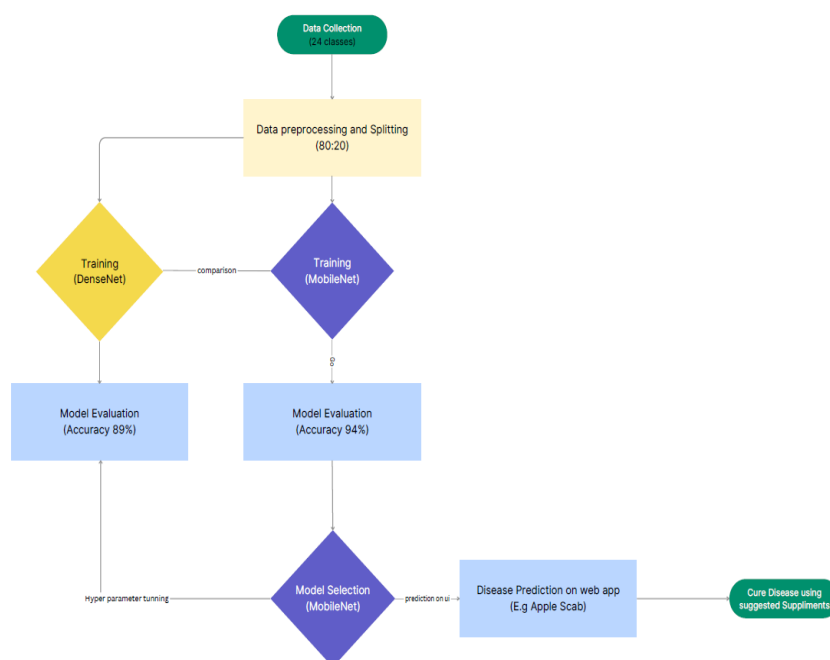 Data Collection
(24 classes)
Data preprocessing and Splitting
(80:20)
Training
(DenseNet)
comparison
Training
(MobileNet)
Go
Model Evaluation
(Accuracy 89%)
Model Evaluation
(Accuracy 94%)
Hyper parameter tunning
Model Selection
(MobileNet)
prediction on ui
Disease Prediction on web app
(E.g Apple Scab)
Cure Disease using
suggested Suppliments